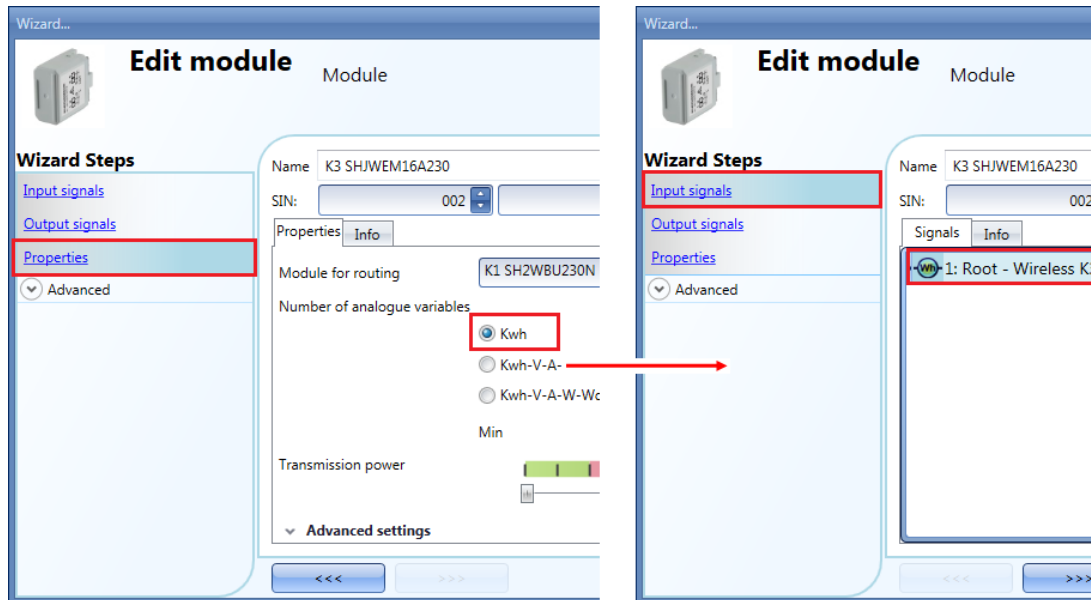 Wizard...
Edit module
Module
Wizard Steps
Input signals
Output signals
Properties
Advanced
Name K3 SHJWEM16A230
SIN: 002
Properties Info
Module for routing K1 SH2WBU230N
Number of analogue variables
Kwh
Kwh-V-A-
Kwh-V-A-W-
Min
Transmission power
Advanced settings
<<< >>>
Wizard...
Edit module
Module
Wizard Steps
Input signals
Output signals
Properties
Advanced
Name K3 SHJWEM16A230
SIN: 002
Signals Info
Wh 1: Root - Wireless K3
<<< >>>